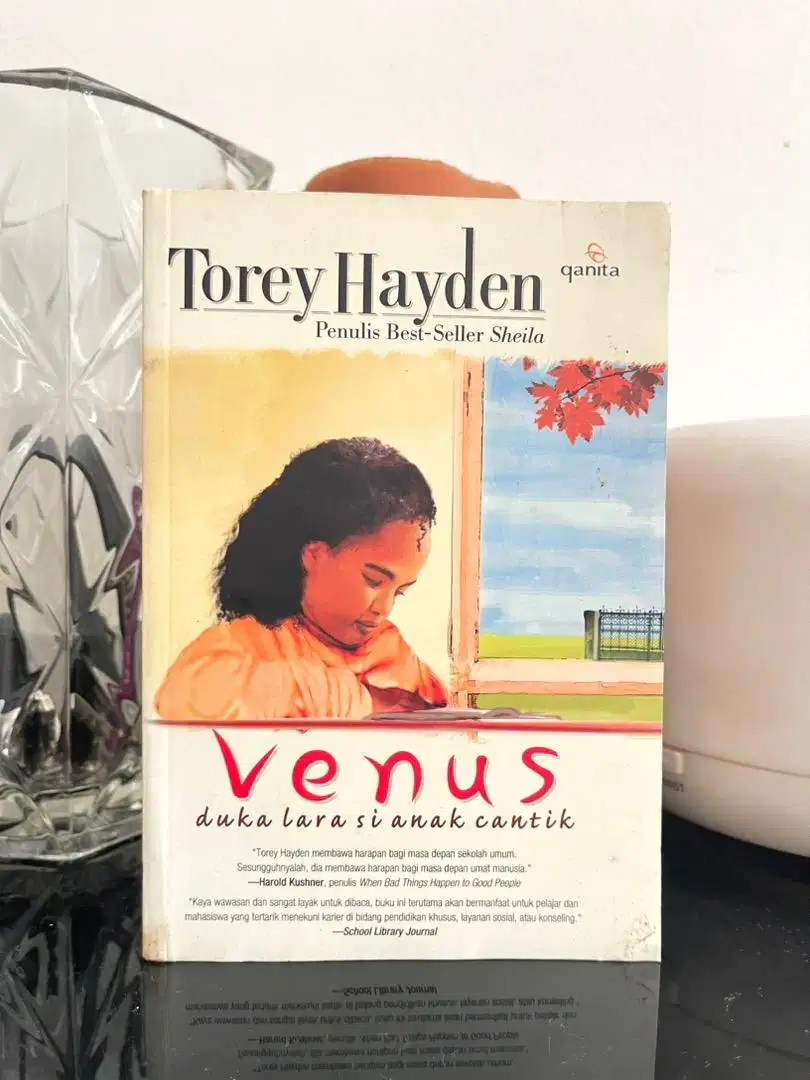 Torey Hayden
qanita
Penulis Best-Seller Sheila
Venus
duka lara si anak cantik
"Torey Hayden membawa harapan bagi masa depan sekolah umum.
Sesungguhnyalah, dia membawa harapan bagi masa depan umat manusia."
—Harold Kushner, penulis When Bad Things Happen to Good People
"Kaya wawasan dan sangat layak untuk dibaca, buku ini terutama akan bermanfaat untuk pelajar dan
mahasiswa yang tertarik menekuni karier di bidang pendidikan khusus, layanan sosial, atau konseling."
—School Library Journal